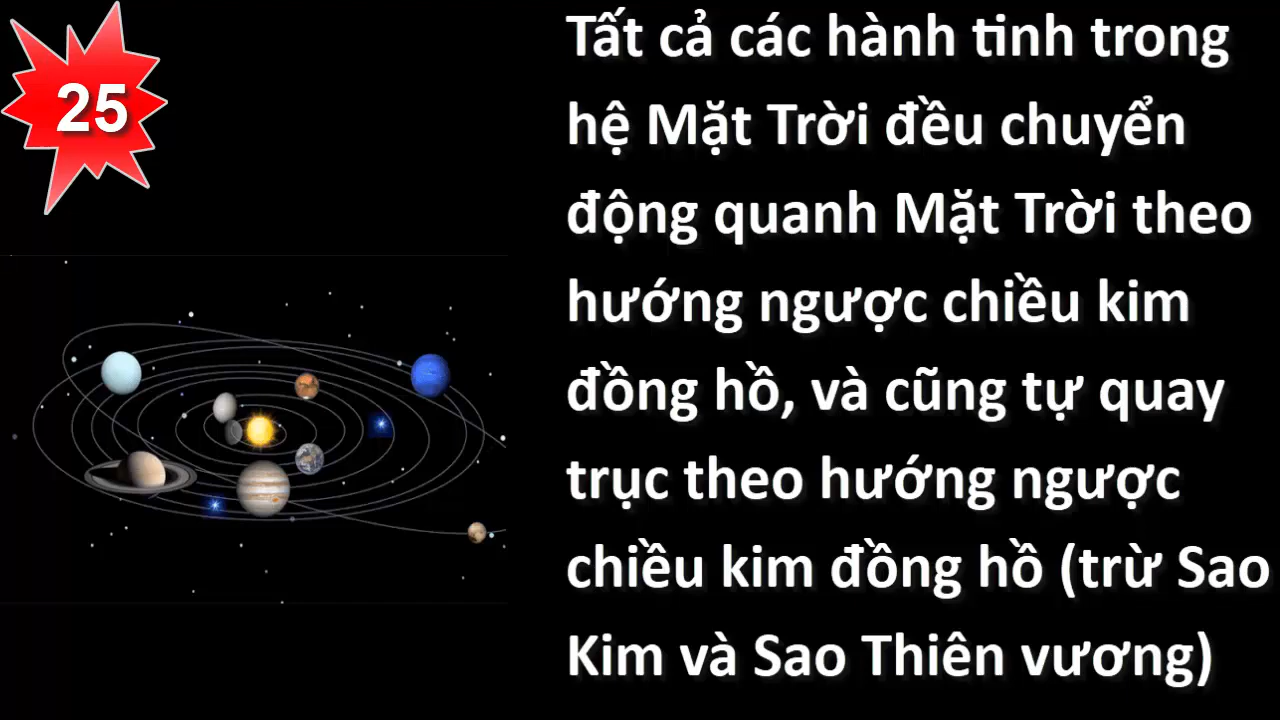 25
Tất cả các hành tinh trong
hệ Mặt Trời đều chuyển
động quanh Mặt Trời theo
hướng ngược chiều kim
đồng hồ, và cũng tự quay
trục theo hướng ngược
chiều kim đồng hồ (trừ Sao
Kim và Sao Thiên vương)